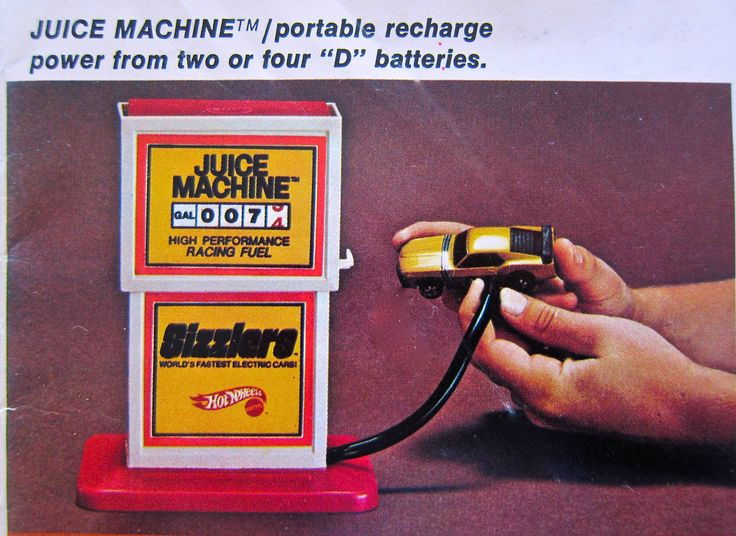 JUICE MACHINE™/portable recharge
power from two or four "D" batteries.
JUICE
MACHINE™
GAL 007
HIGH PERFORMANCE
RACING FUEL
Sizzlers™
WORLD'S FASTEST ELECTRIC CARS!
HOT WHEELS